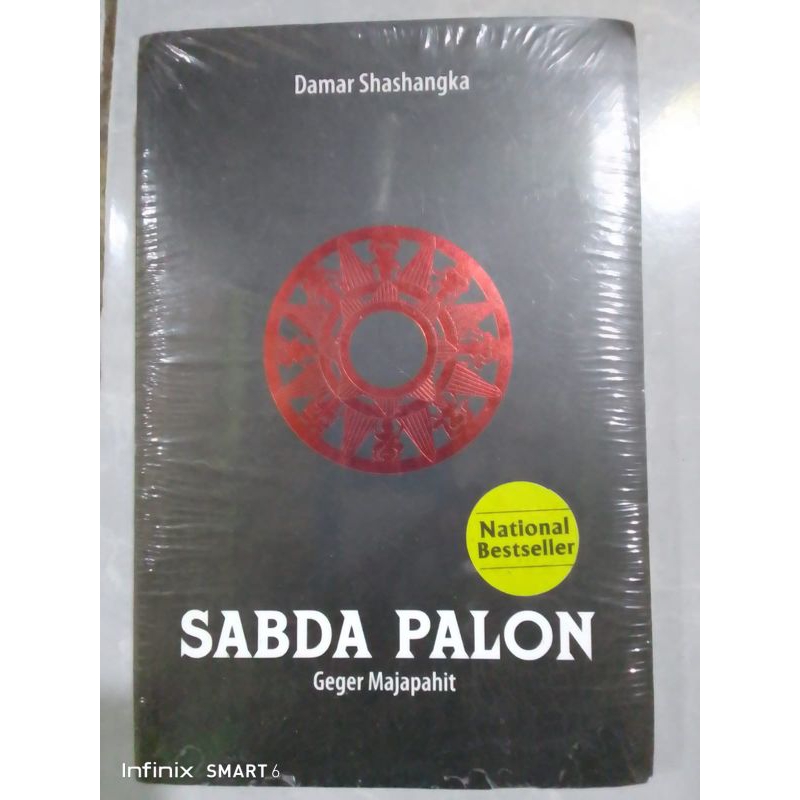 Damar Shashangka
National
Bestseller
SABDA PALON
Geger Majapahit
Infinix SMART 6